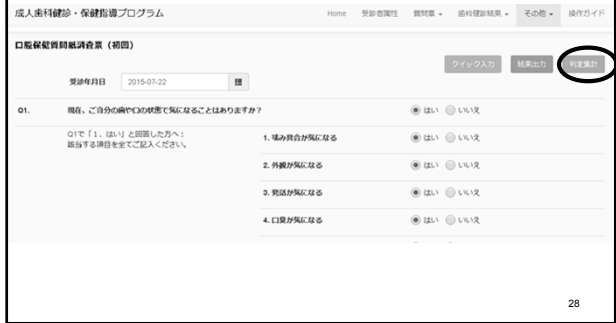 成人歯科健診・保健指導プログラム
Home 受診者属性 質問票 歯科健診結果 その他 操作ガイド
口腔保健質問紙調査票（初回）
クイック入力 結果出力 判定集計
受診年月日 2015-07-22
Q1. 現在、ご自分の歯や口の状態で気になることはありますか？ はい いいえ
Q1で「1. はい」と回答した方へ： 1. 噛み具合が気になる はい いいえ
該当する項目を全てご記入ください。
2. 外観が気になる はい いいえ
3. 発話が気になる はい いいえ
4. 口臭が気になる はい いいえ
28